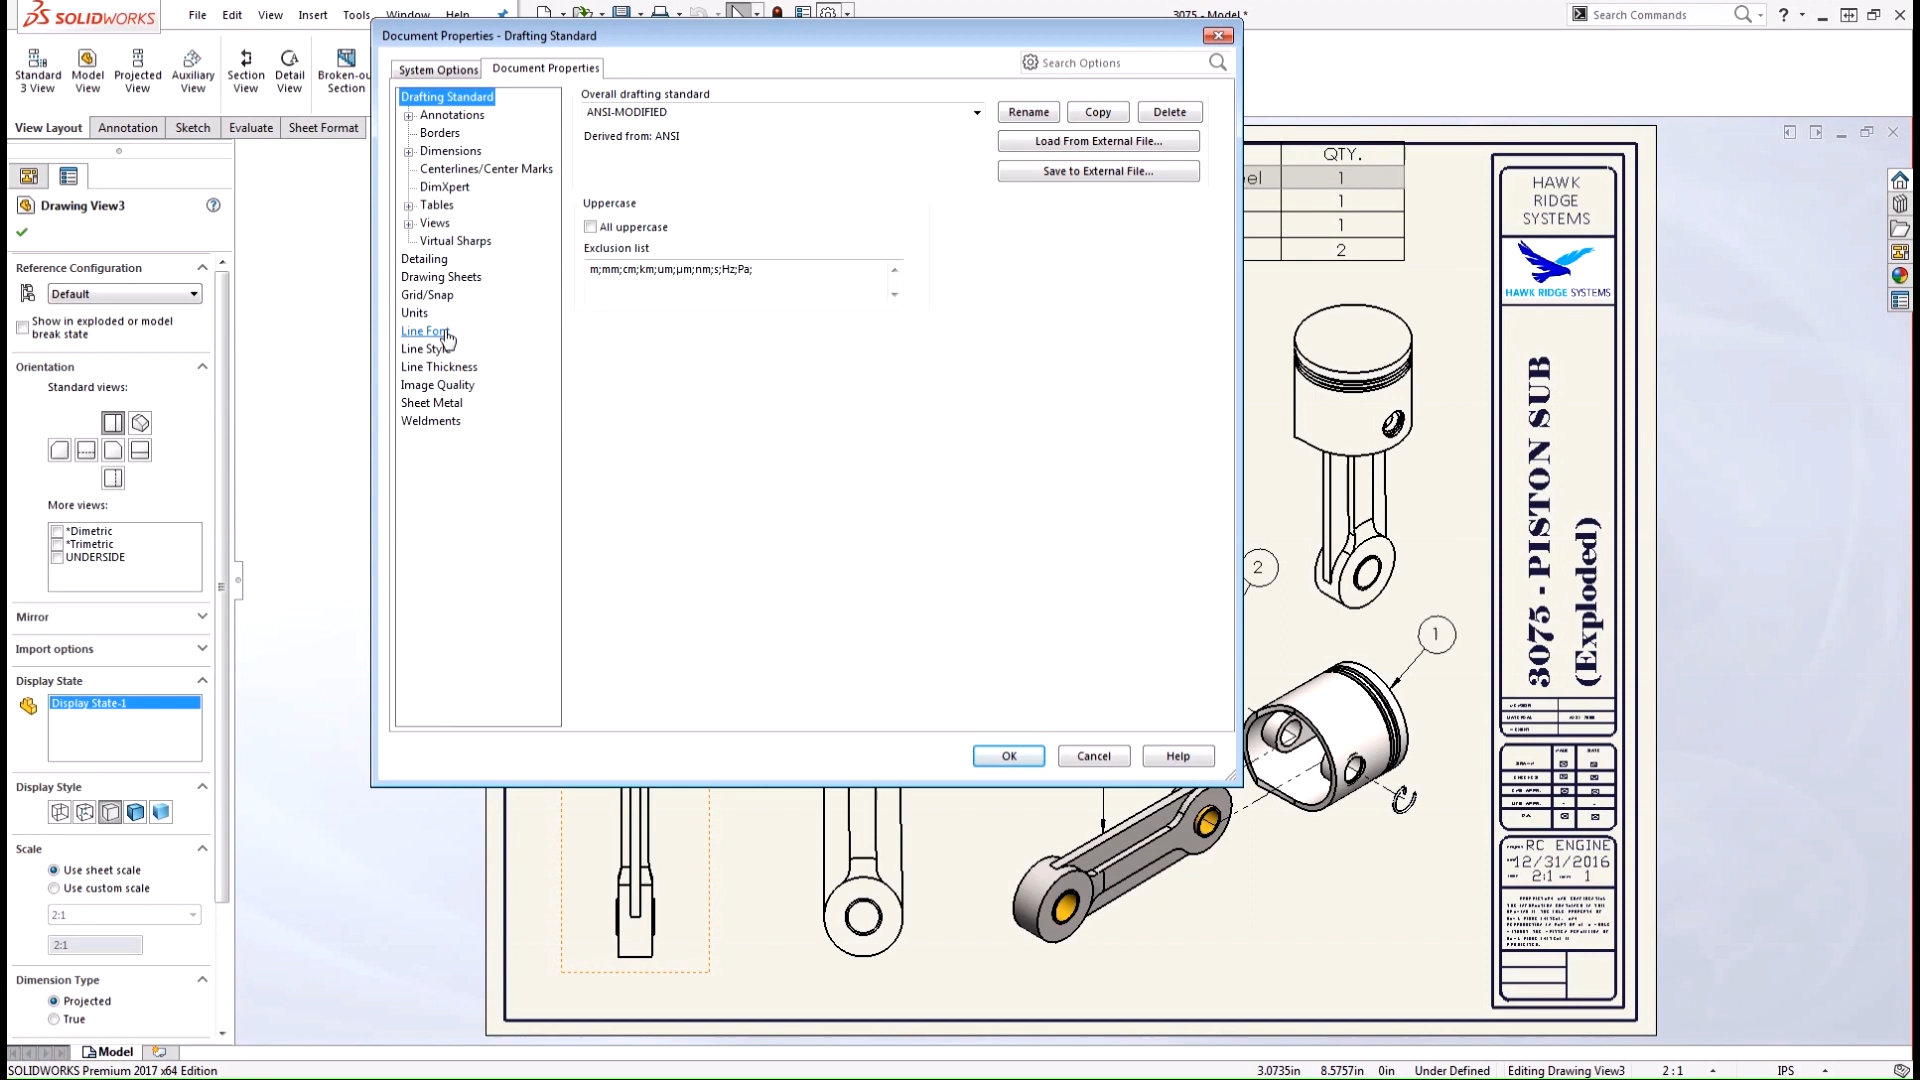 SOLIDWORKS
File Edit View Insert Tools Window Help
3075 - Model *
Search Commands
Standard 3 View
Model View
Projected View
Auxiliary View
Section View
Detail View
Broken-ou
Section
View Layout Annotation Sketch Evaluate Sheet Format
Drawing View3
Reference Configuration
Default
Show in exploded or model
break state
Orientation
Standard views:
More views:
*Dimetric
*Trimetric
UNDERSIDE
Mirror
Import options
Display State
Display State-1
Display Style
Scale
Use sheet scale
Use custom scale
2:1
2:1
Dimension Type
Projected
True
Document Properties - Drafting Standard
System Options Document Properties
Search Options
Drafting Standard
Annotations
Borders
Dimensions
Centerlines/Center Marks
DimXpert
Tables
Views
Virtual Sharps
Detailing
Drawing Sheets
Grid/Snap
Units
Line Font
Line Style
Line Thickness
Image Quality
Sheet Metal
Weldments
Overall drafting standard
ANSI-MODIFIED
Derived from: ANSI
Rename Copy Delete
Load From External File...
Save to External File...
Uppercase
All uppercase
Exclusion list
m;mm;cm;km;um;µm;nm;s;Hz;Pa;
OK Cancel Help
QTY.
el 1
1
1
2
2
1
HAWK
RIDGE
SYSTEMS
HAWK RIDGE SYSTEMS
3075 - PISTON SUB
(Exploded)
RC ENGINE
12/31/2016
2:1 1
Model
SOLIDWORKS Premium 2017 x64 Edition
3.0735in 8.5757in 0in Under Defined Editing Drawing View3 2:1 IPS